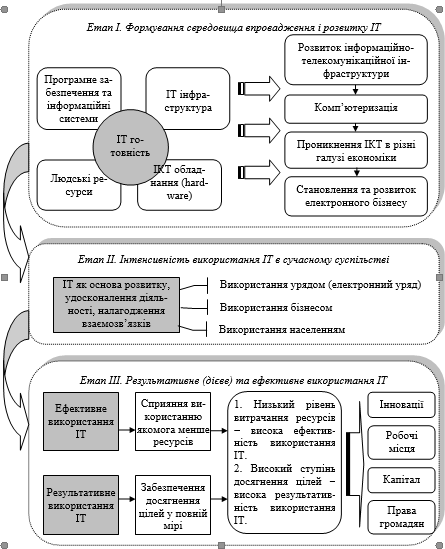 Етап І. Формування середовища впровадження і розвитку ІТ
Програмне за-
безпечення та
інформаційні
системи
ІТ інфра-
структура
ІТ го-
товність
Людські ре-
сурси
ІКТ облад-
нання (hard-
ware)
Розвиток інформаційно-
телекомунікаційної ін-
фраструктури
Комп’ютеризація
Проникнення ІКТ в різні
галузі економіки
Становлення та розвиток
електронного бізнесу
Етап ІІ. Інтенсивність використання ІТ в сучасному суспільстві
ІТ як основа розвитку,
удосконалення діяль-
ності, налагодження
взаємозв’язків
Використання урядом (електронний уряд)
Використання бізнесом
Використання населенням
Етап ІІІ. Результативне (дієве) та ефективне використання ІТ
Ефективне
використання
ІТ
Сприяння ви-
користанню
якомога менше
ресурсів
Результативне
використання
ІТ
Забезпечення
досягнення
цілей у повній
мірі
1. Низький рівень
витрачання ресурсів
– висока ефектив-
ність використання
ІТ.
2. Високий ступінь
досягнення цілей –
висока результатив-
ність використання
ІТ.
Інновації
Робочі
місця
Капітал
Права
громадян